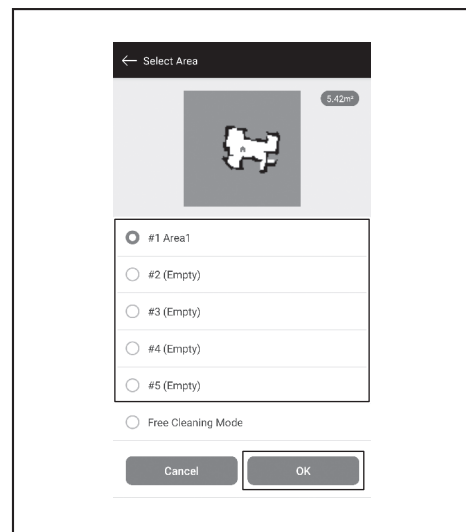 ← Select Area
5.42m²
#1 Area1
#2 (Empty)
#3 (Empty)
#4 (Empty)
#5 (Empty)
Free Cleaning Mode
Cancel OK